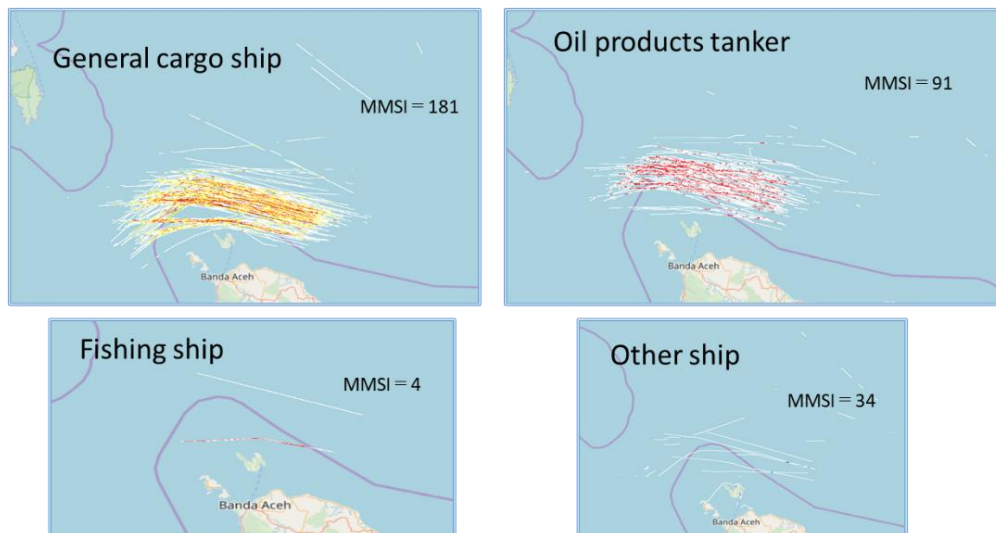 General cargo ship
MMSI = 181
Banda Aceh
Oil products tanker
MMSI = 91
Banda Aceh
Fishing ship
MMSI = 4
Banda Aceh
Other ship
MMSI = 34
Banda Aceh